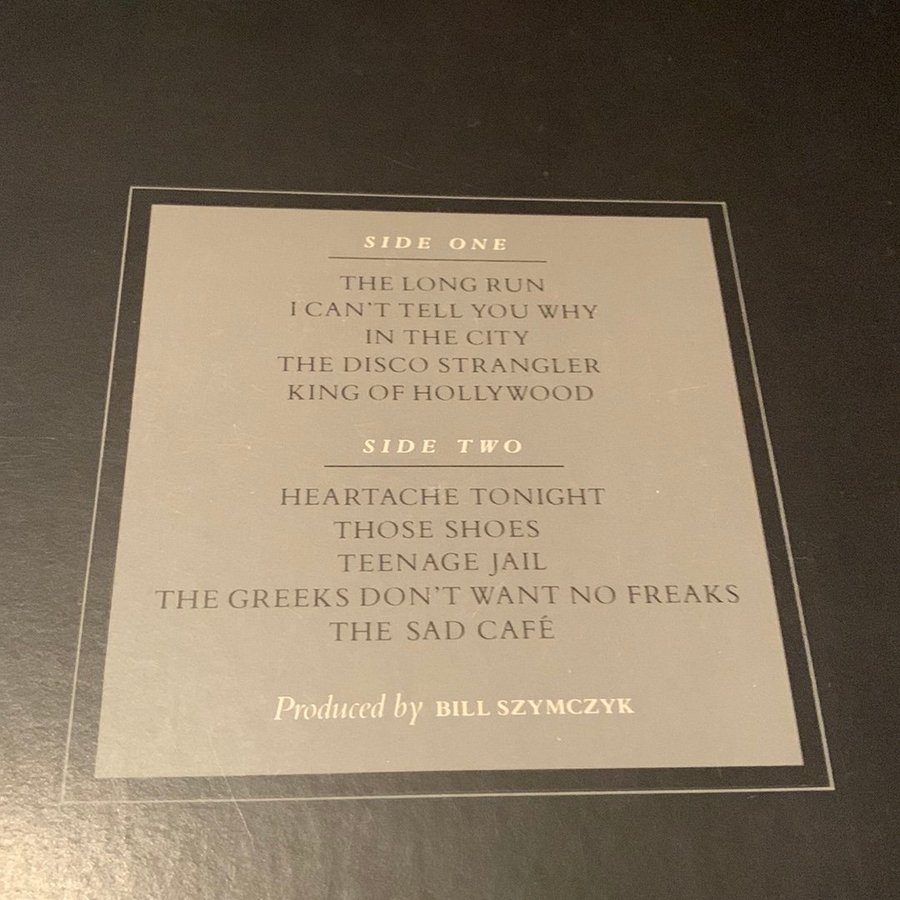 SIDE ONE
THE LONG RUN
I CAN'T TELL YOU WHY
IN THE CITY
THE DISCO STRANGLER
KING OF HOLLYWOOD
SIDE TWO
HEARTACHE TONIGHT
THOSE SHOES
TEENAGE JAIL
THE GREEKS DON'T WANT NO FREAKS
THE SAD CAFÉ
Produced by BILL SZYMCZYK